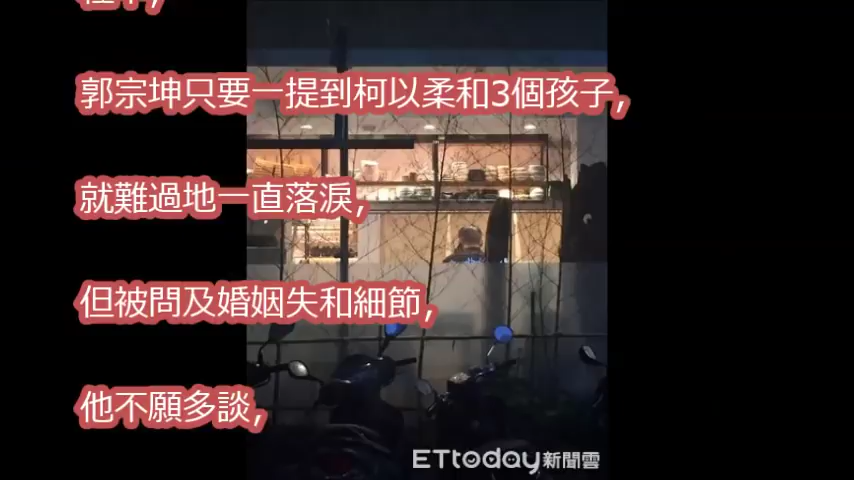 郭宗坤只要一提到柯以柔和3個孩子,
就難過地一直落淚,
但被問及婚姻失和細節,
他不願多談,
ETtoday新聞雲